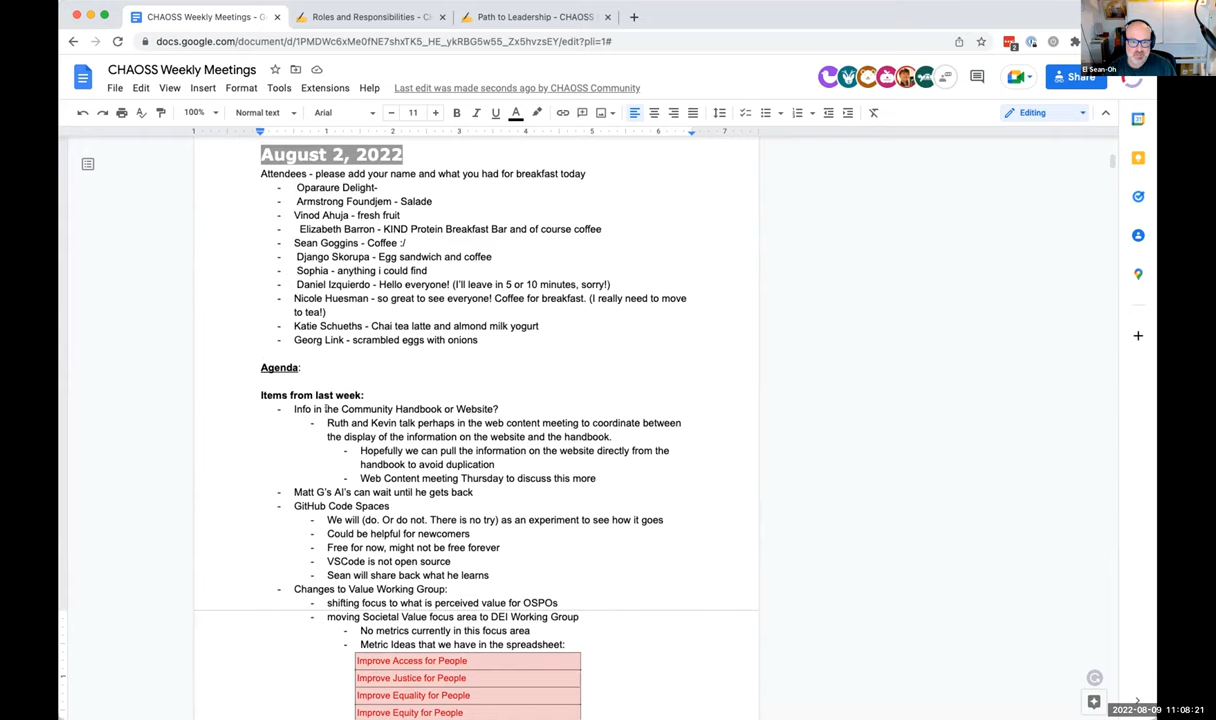 CHAOSS Weekly Meetings - G
Roles and Responsibilities - C
Path to Leadership - CHAOSS
docs.google.com/document/d/1PMDWc6xMe0fNE7shxTK5_HE_ykRBG5w55_Zx5hvzsEY/edit?pli=1#
2
El Sean-Oh
CHAOSS Weekly Meetings
File Edit View Insert Format Tools Extensions Help Last edit was made seconds ago by CHAOSS Community
Share
100% Normal text Arial 11 B I U A Editing
1 1 2 3 4 5 6 7
August 2, 2022
Attendees - please add your name and what you had for breakfast today
- Oparaure Delight-
- Armstrong Foundjem - Salade
- Vinod Ahuja - fresh fruit
- Elizabeth Barron - KIND Protein Breakfast Bar and of course coffee
- Sean Goggins - Coffee :/
- Django Skorupa - Egg sandwich and coffee
- Sophia - anything i could find
- Daniel Izquierdo - Hello everyone! (I'll leave in 5 or 10 minutes, sorry!)
- Nicole Huesman - so great to see everyone! Coffee for breakfast. (I really need to move
to tea!)
- Katie Schueths - Chai tea latte and almond milk yogurt
- Georg Link - scrambled eggs with onions
Agenda:
Items from last week:
- Info in the Community Handbook or Website?
- Ruth and Kevin talk perhaps in the web content meeting to coordinate between
the display of the information on the website and the handbook.
- Hopefully we can pull the information on the website directly from the
handbook to avoid duplication
- Web Content meeting Thursday to discuss this more
- Matt G's AI's can wait until he gets back
- GitHub Code Spaces
- We will (do. Or do not. There is no try) as an experiment to see how it goes
- Could be helpful for newcomers
- Free for now, might not be free forever
- VSCode is not open source
- Sean will share back what he learns
- Changes to Value Working Group:
- shifting focus to what is perceived value for OSPOs
- moving Societal Value focus area to DEI Working Group
- No metrics currently in this focus area
- Metric Ideas that we have in the spreadsheet:
Improve Access for People
Improve Justice for People
Improve Equality for People
Improve Equity for People
2022-08-09 11:08:21